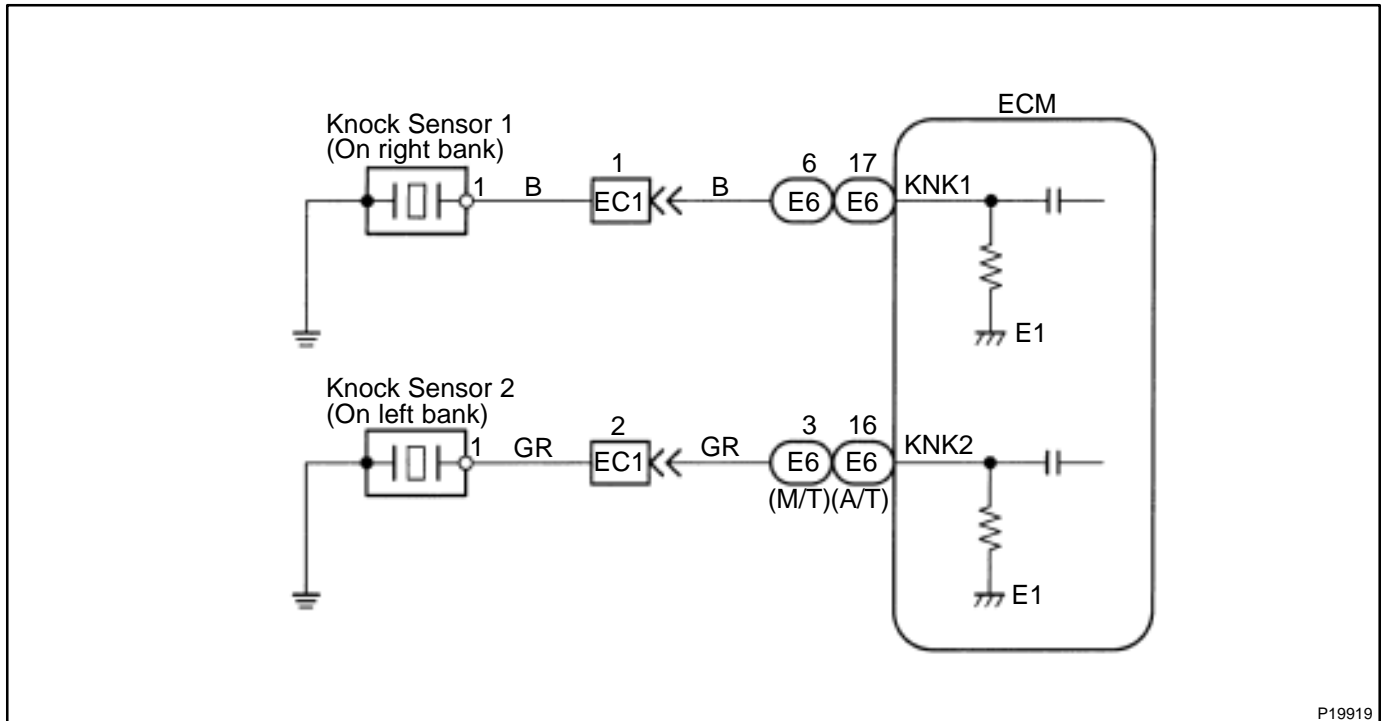 ECM
Knock Sensor 1
(On right bank)
1 6 17
1 B EC1 B E6 E6 KNK1
E1
Knock Sensor 2
(On left bank)
2 3 16
1 GR EC1 GR E6 E6 KNK2
(M/T)(A/T)
E1
P19919